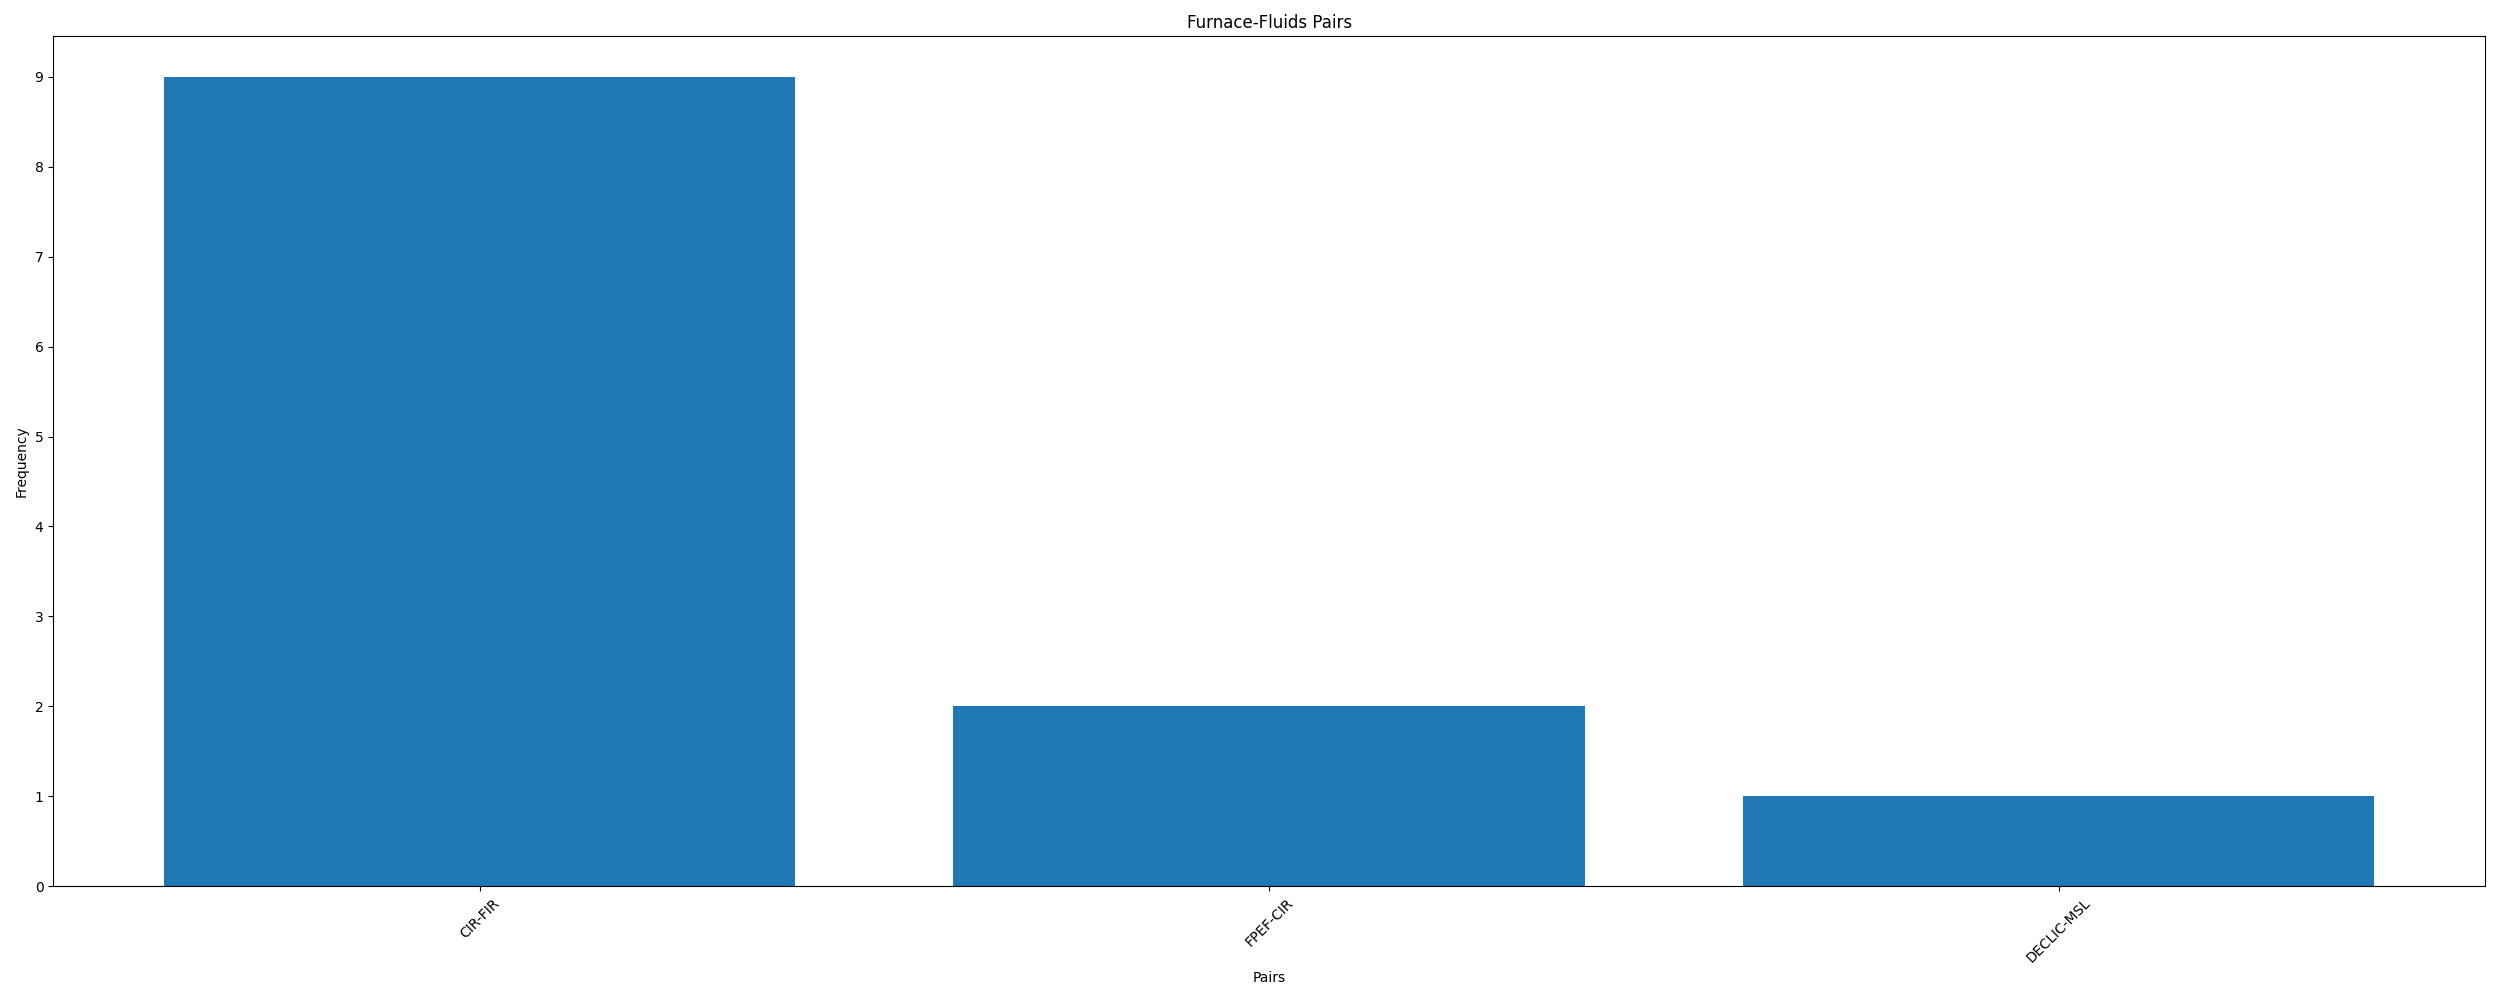 Furnace-Fluids Pairs
Frequency
9
8
7
6
5
4
3
2
1
0
CIR-FIR
FPEF-CIR
DECLIC-MSL
Pairs